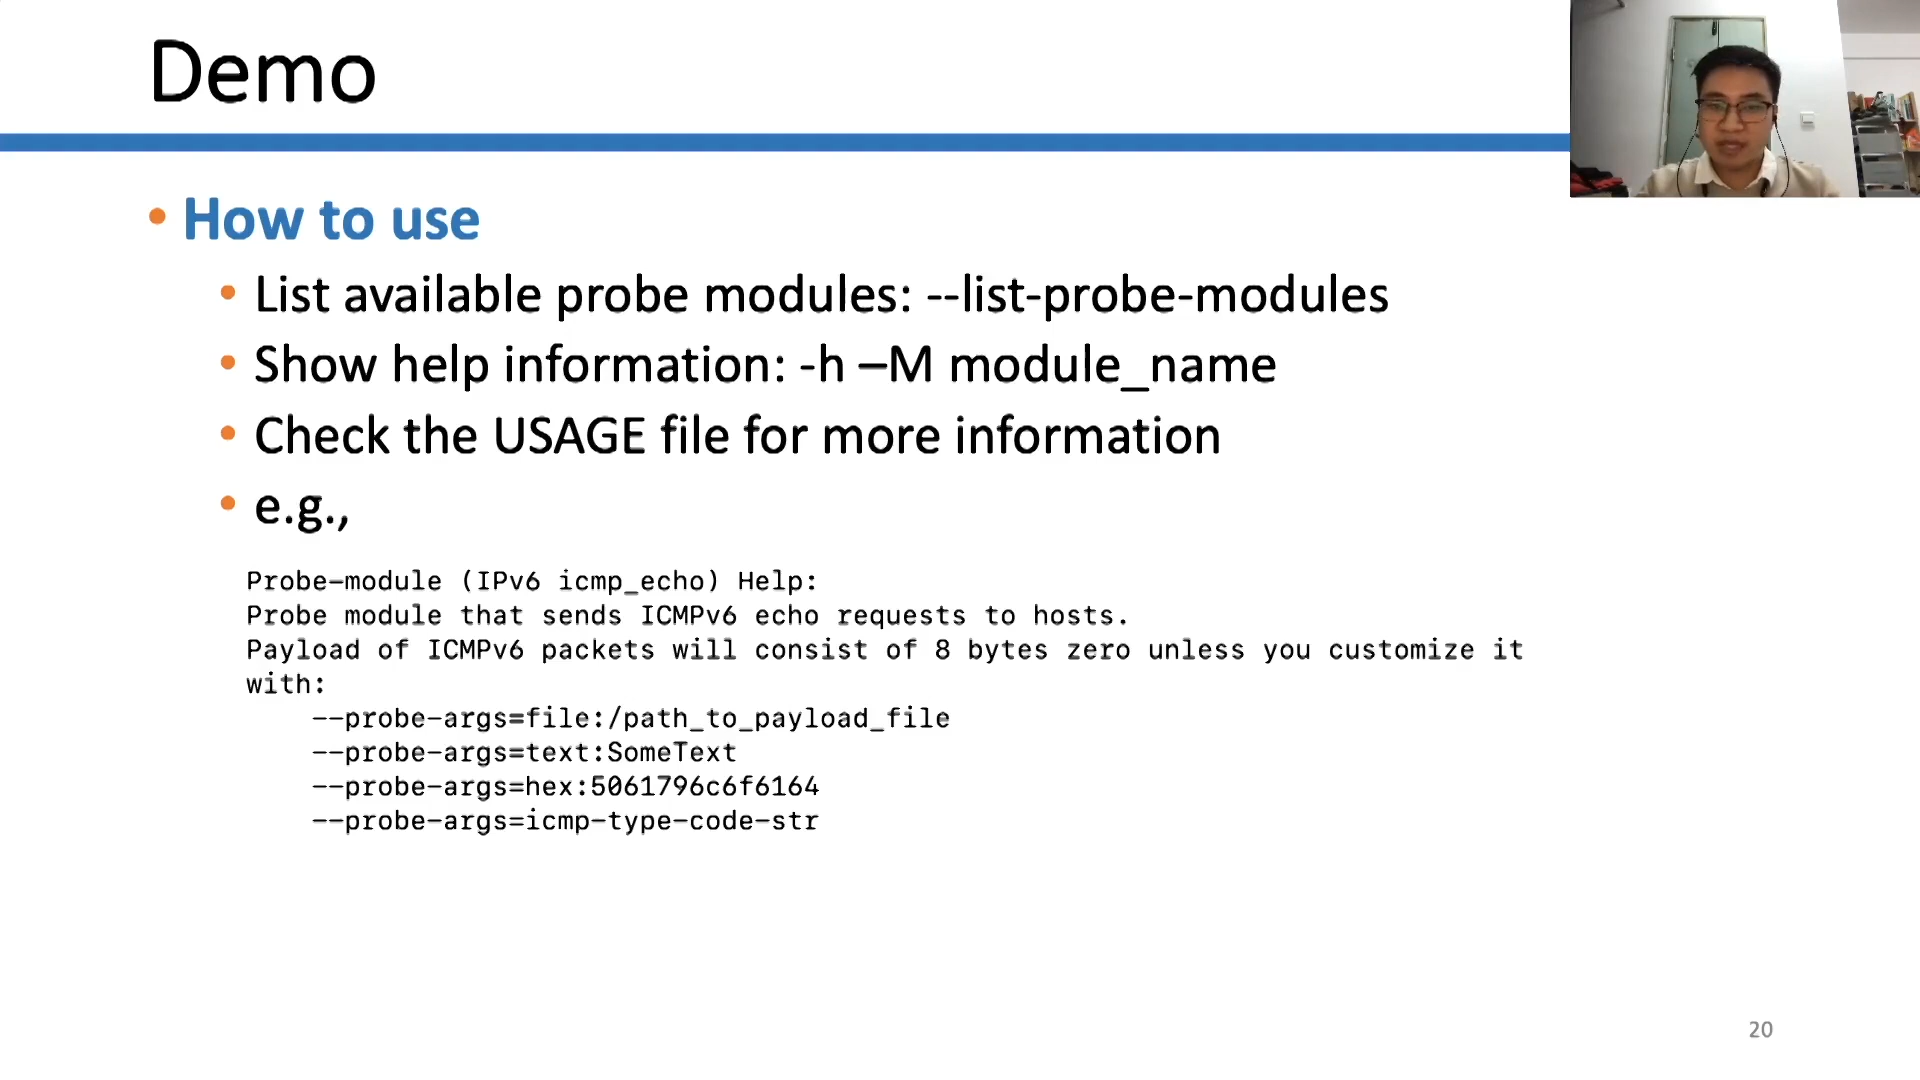 Demo
• How to use
• List available probe modules: --list-probe-modules
• Show help information: -h –M module_name
• Check the USAGE file for more information
• e.g.,
Probe-module (IPv6 icmp_echo) Help:
Probe module that sends ICMPv6 echo requests to hosts.
Payload of ICMPv6 packets will consist of 8 bytes zero unless you customize it
with:
--probe-args=file:/path_to_payload_file
--probe-args=text:SomeText
--probe-args=hex:5061796c6f6164
--probe-args=icmp-type-code-str
20